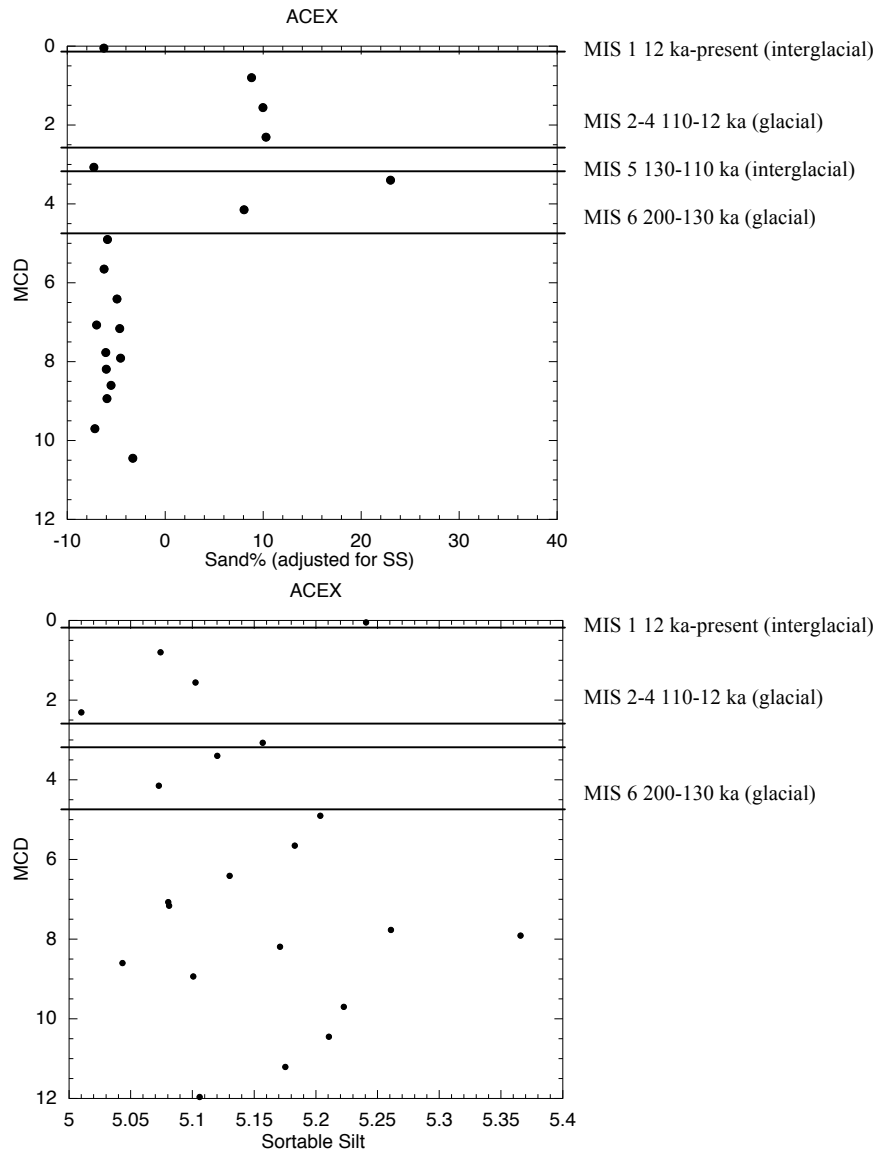 ACEX
0
2
4
6
8
10
12
MCD
-10 0 10 20 30 40
Sand% (adjusted for SS)
MIS 1 12 ka-present (interglacial)
MIS 2-4 110-12 ka (glacial)
MIS 5 130-110 ka (interglacial)
MIS 6 200-130 ka (glacial)
ACEX
0
2
4
6
8
10
12
MCD
5 5.05 5.1 5.15 5.2 5.25 5.3 5.35 5.4
Sortable Silt
MIS 1 12 ka-present (interglacial)
MIS 2-4 110-12 ka (glacial)
MIS 6 200-130 ka (glacial)